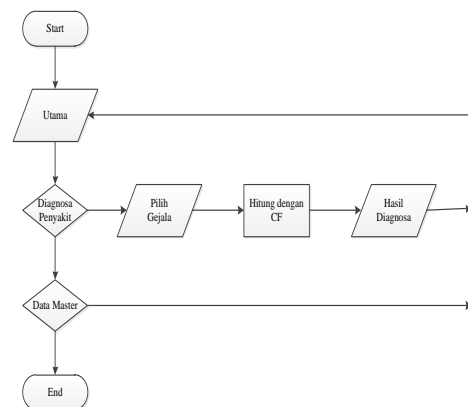 Start
Utama
Diagnosa
Penyakit
Pilih
Gejala
Hitung dengan
CF
Hasil
Diagnosa
Data Master
End